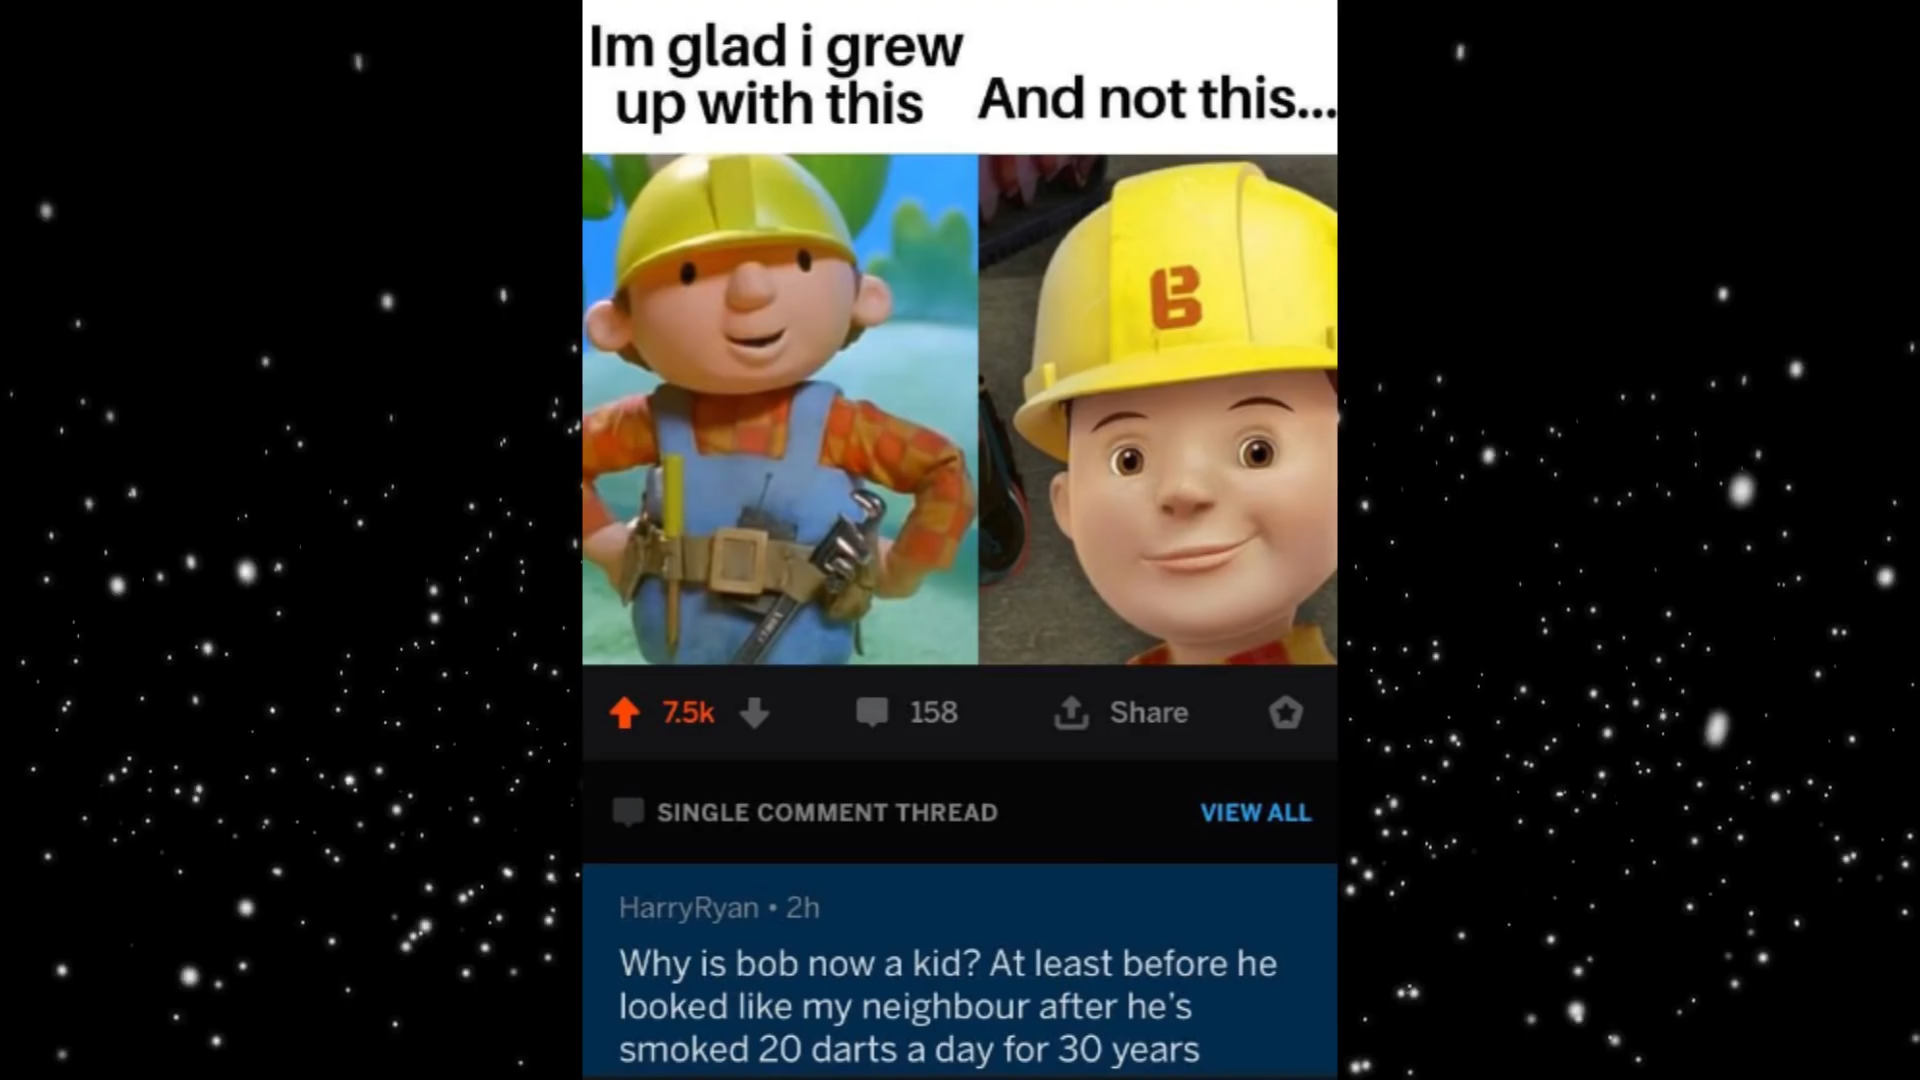 Im glad i grew
up with this
And not this...
B
7.5k
158
Share
SINGLE COMMENT THREAD
VIEW ALL
HarryRyan • 2h
Why is bob now a kid? At least before he
looked like my neighbour after he's
smoked 20 darts a day for 30 years